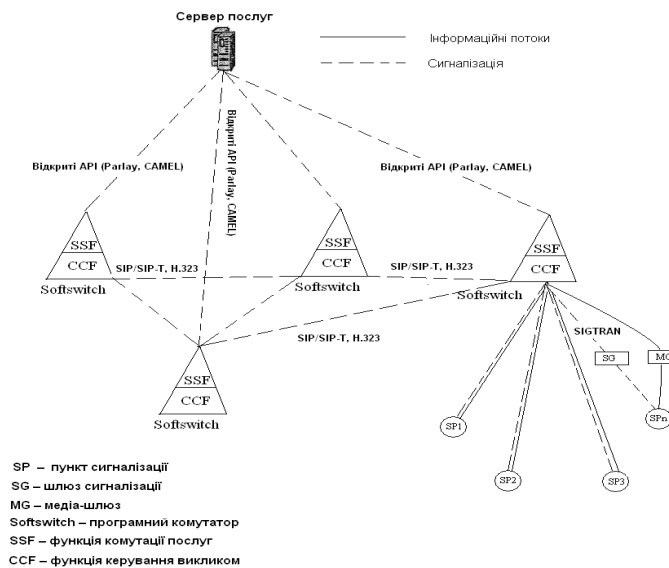 Сервер послуг
Інформаційні потоки
Сигналізація
Відкриті API (Parlay, CAMEL)
Відкриті API (Parlay, CAMEL)
Відкриті API (Parlay, CAMEL)
SSF
CCF
Softswitch
SIP/SIP-T, H.323
SSF
CCF
Softswitch
SIP/SIP-T, H.323
SSF
CCF
Softswitch
SIP/SIP-T, H.323
SSF
CCF
Softswitch
SIGTRAN
SG
MG
SP1
SP2
SP3
SPn
SP – пункт сигналізації
SG – шлюз сигналізації
MG – медіа-шлюз
Softswitch – програмний комутатор
SSF – функція комутації послуг
CCF – функція керування викликом